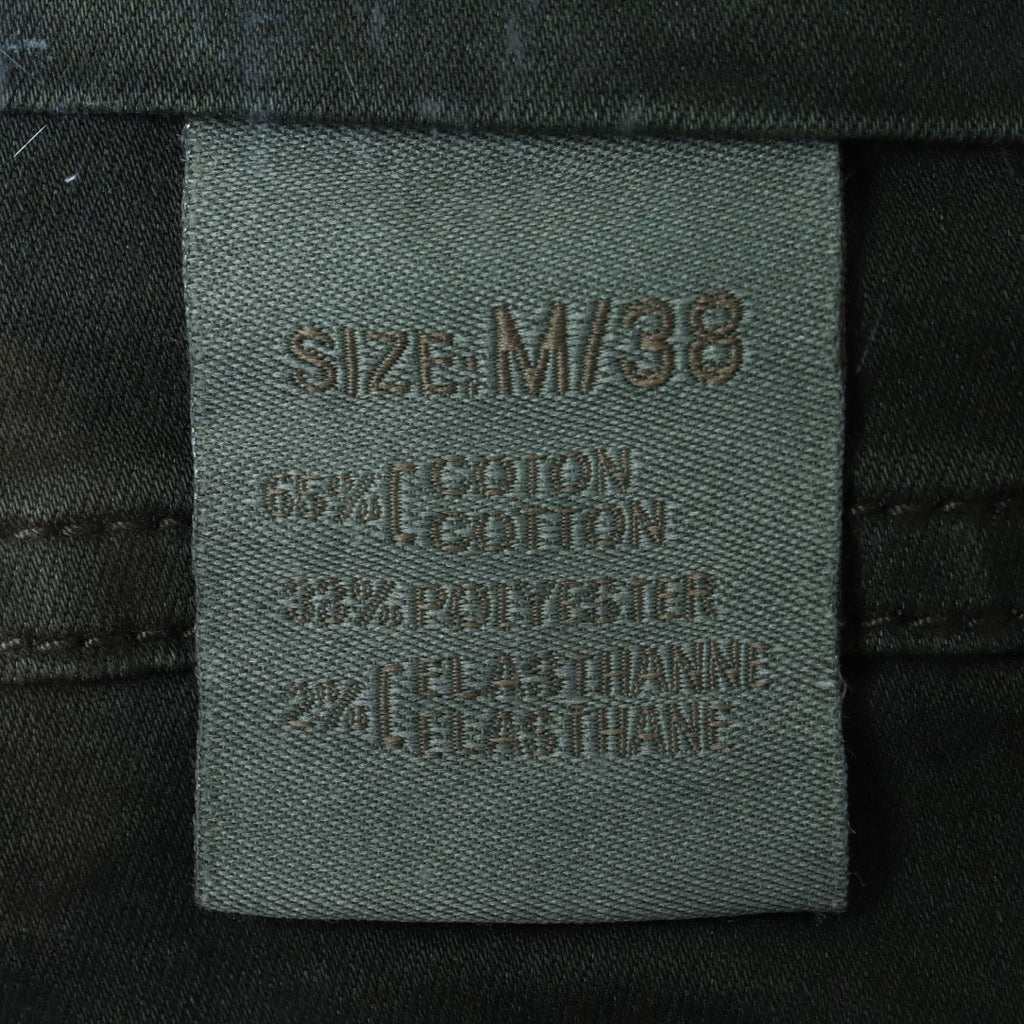 SIZE: M/38
65% [ COTON
COTTON
33% POLYESTER
2% [ ELASTHANNE
ELASTHANE